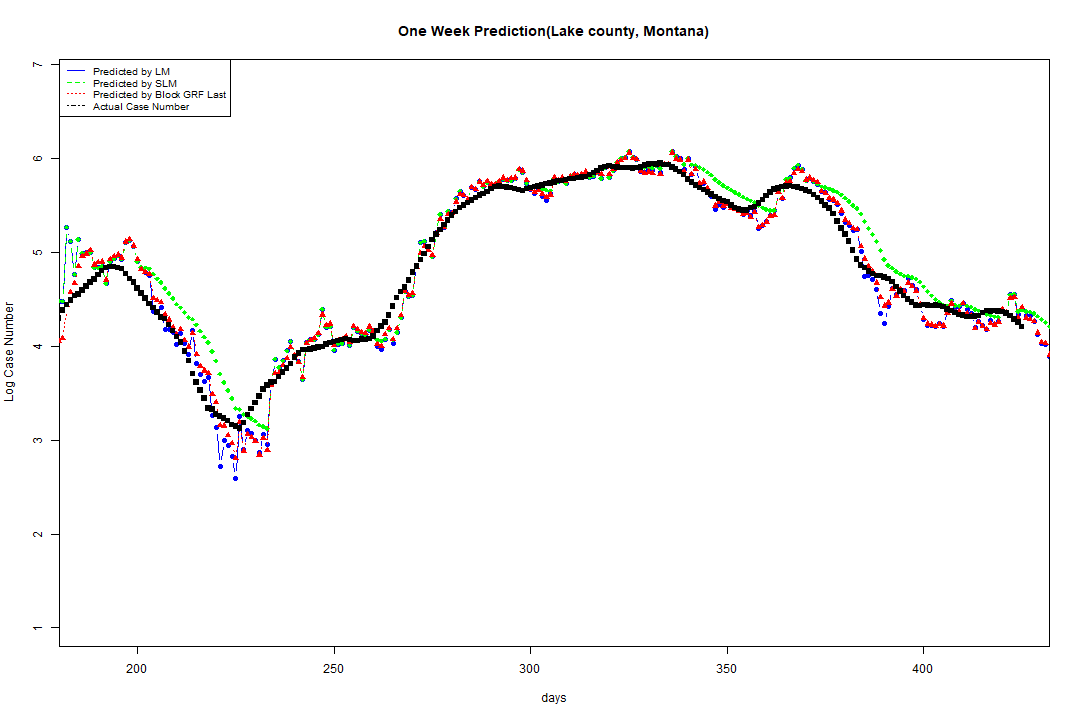 One Week Prediction(Lake county, Montana)
Predicted by LM
Predicted by SLM
Predicted by Block GRF Last
Actual Case Number
7
6
5
4
3
2
1
Log Case Number
200 250 300 350 400
days